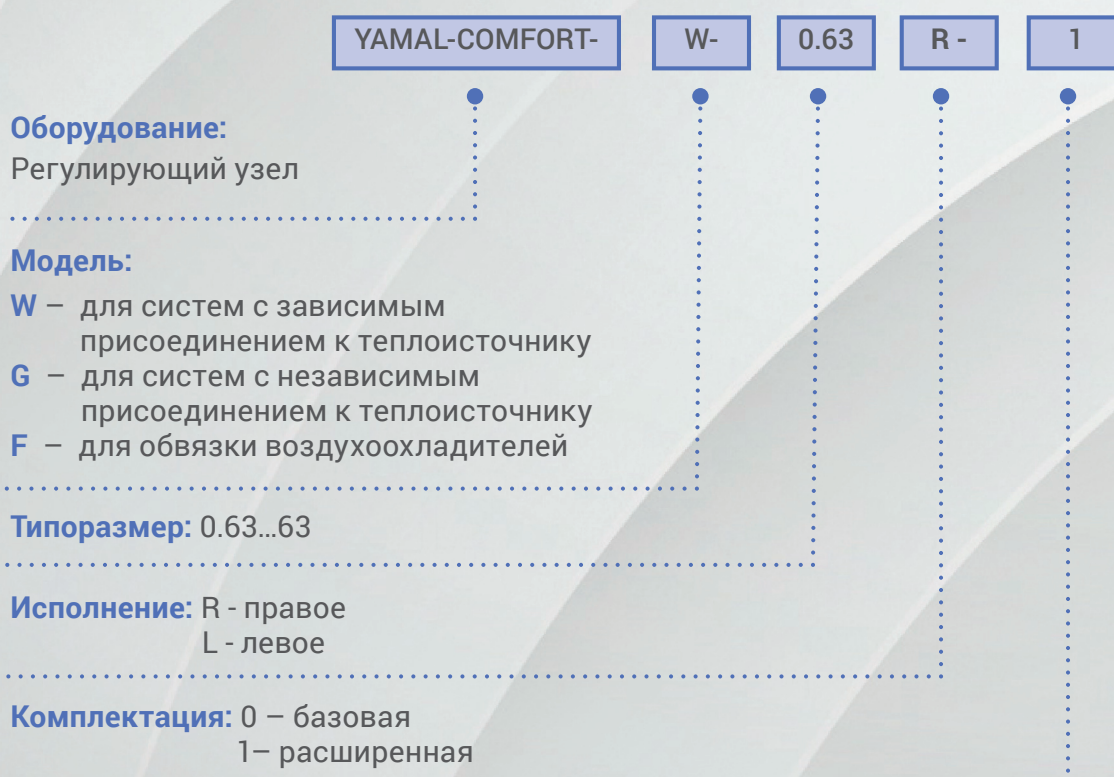 YAMAL-COMFORT- W- 0.63 R - 1
Оборудование:
Регулирующий узел
Модель:
W – для систем с зависимым
присоединением к теплоисточнику
G – для систем с независимым
присоединением к теплоисточнику
F – для обвязки воздухоохладителей
Типоразмер: 0.63...63
Исполнение: R - правое
L - левое
Комплектация: 0 – базовая
1– расширенная